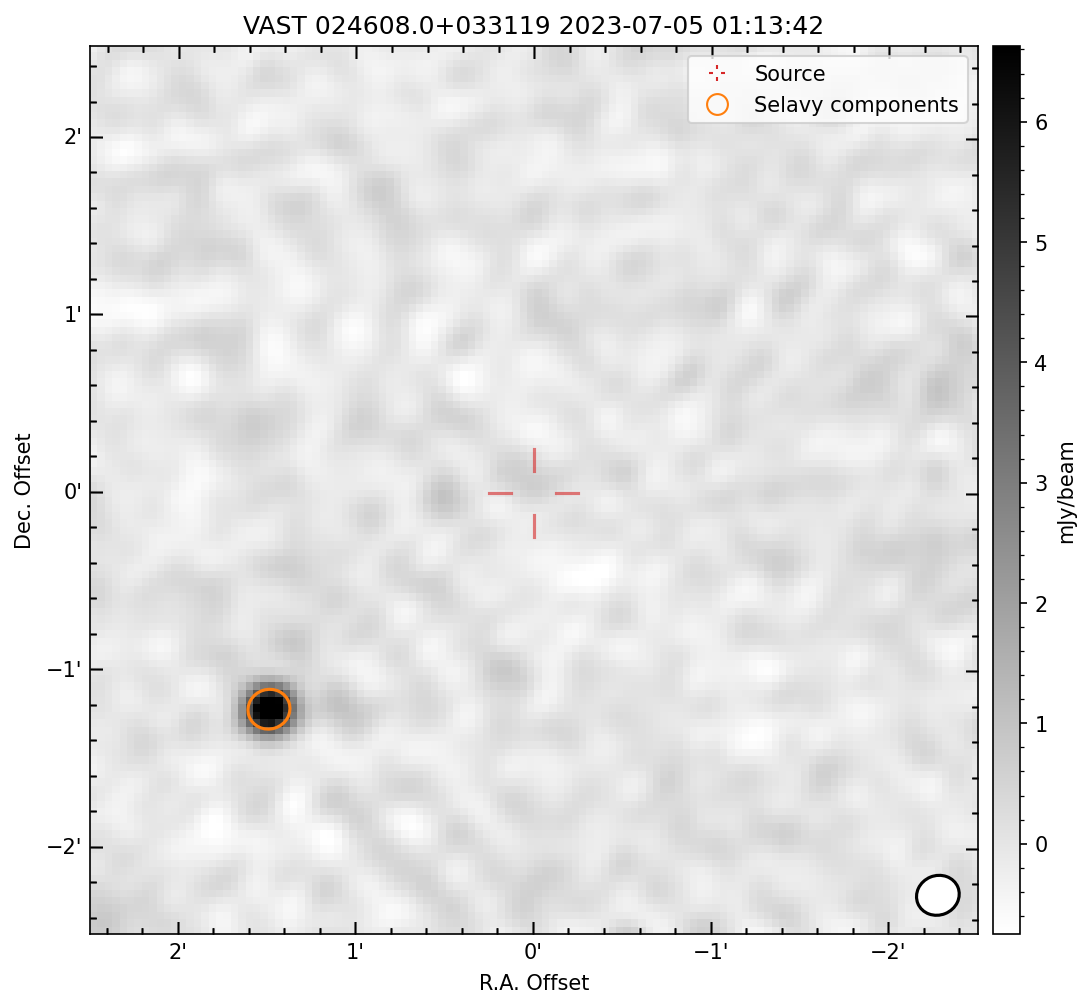 VAST 024608.0+033119 2023-07-05 01:13:42
Source
Selavy components
2'
1'
0'
−1'
−2'
Dec. Offset
2'
1'
0'
−1'
−2'
R.A. Offset
6
5
4
3
2
1
0
mJy/beam